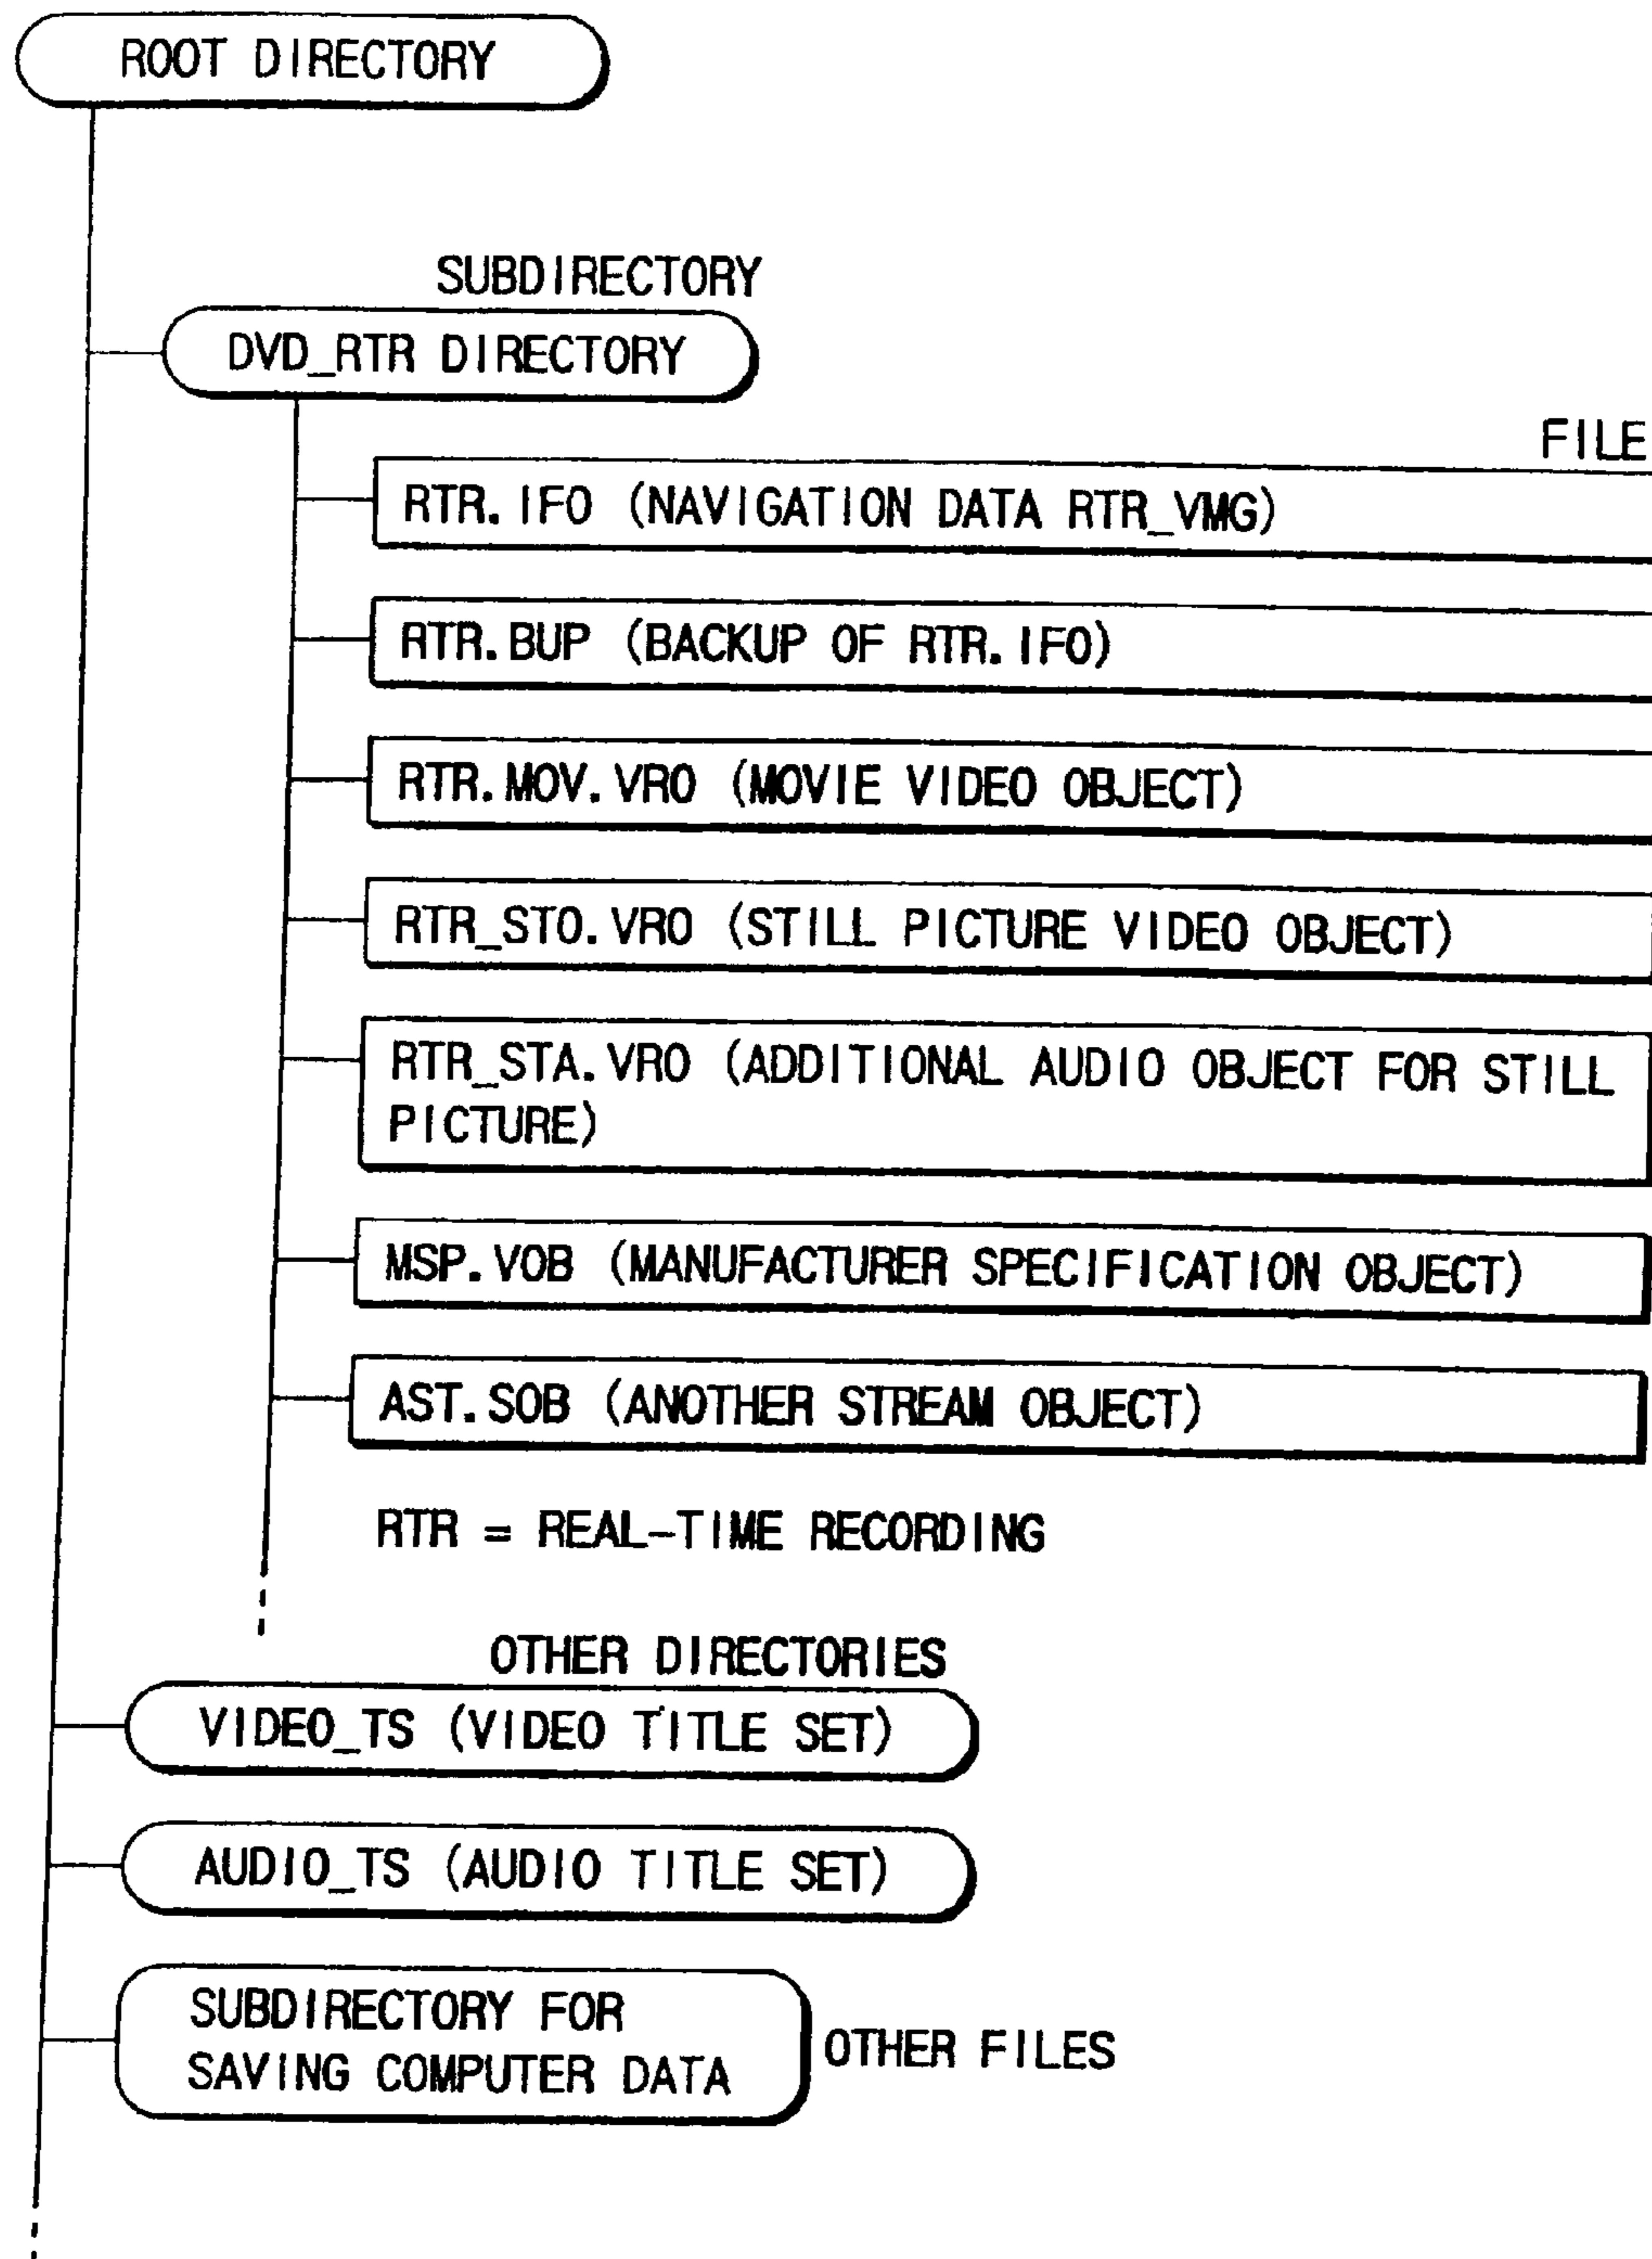 ROOT DIRECTORY
SUBDIRECTORY
DVD_RTR DIRECTORY
FILE
RTR.IFO (NAVIGATION DATA RTR_VMG)
RTR.BUP (BACKUP OF RTR.IFO)
RTR.MOV.VRO (MOVIE VIDEO OBJECT)
RTR_STO.VRO (STILL PICTURE VIDEO OBJECT)
RTR_STA.VRO (ADDITIONAL AUDIO OBJECT FOR STILL
PICTURE)
MSP.VOB (MANUFACTURER SPECIFICATION OBJECT)
AST.SOB (ANOTHER STREAM OBJECT)
RTR = REAL-TIME RECORDING
OTHER DIRECTORIES
VIDEO_TS (VIDEO TITLE SET)
AUDIO_TS (AUDIO TITLE SET)
SUBDIRECTORY FOR
SAVING COMPUTER DATA
OTHER FILES